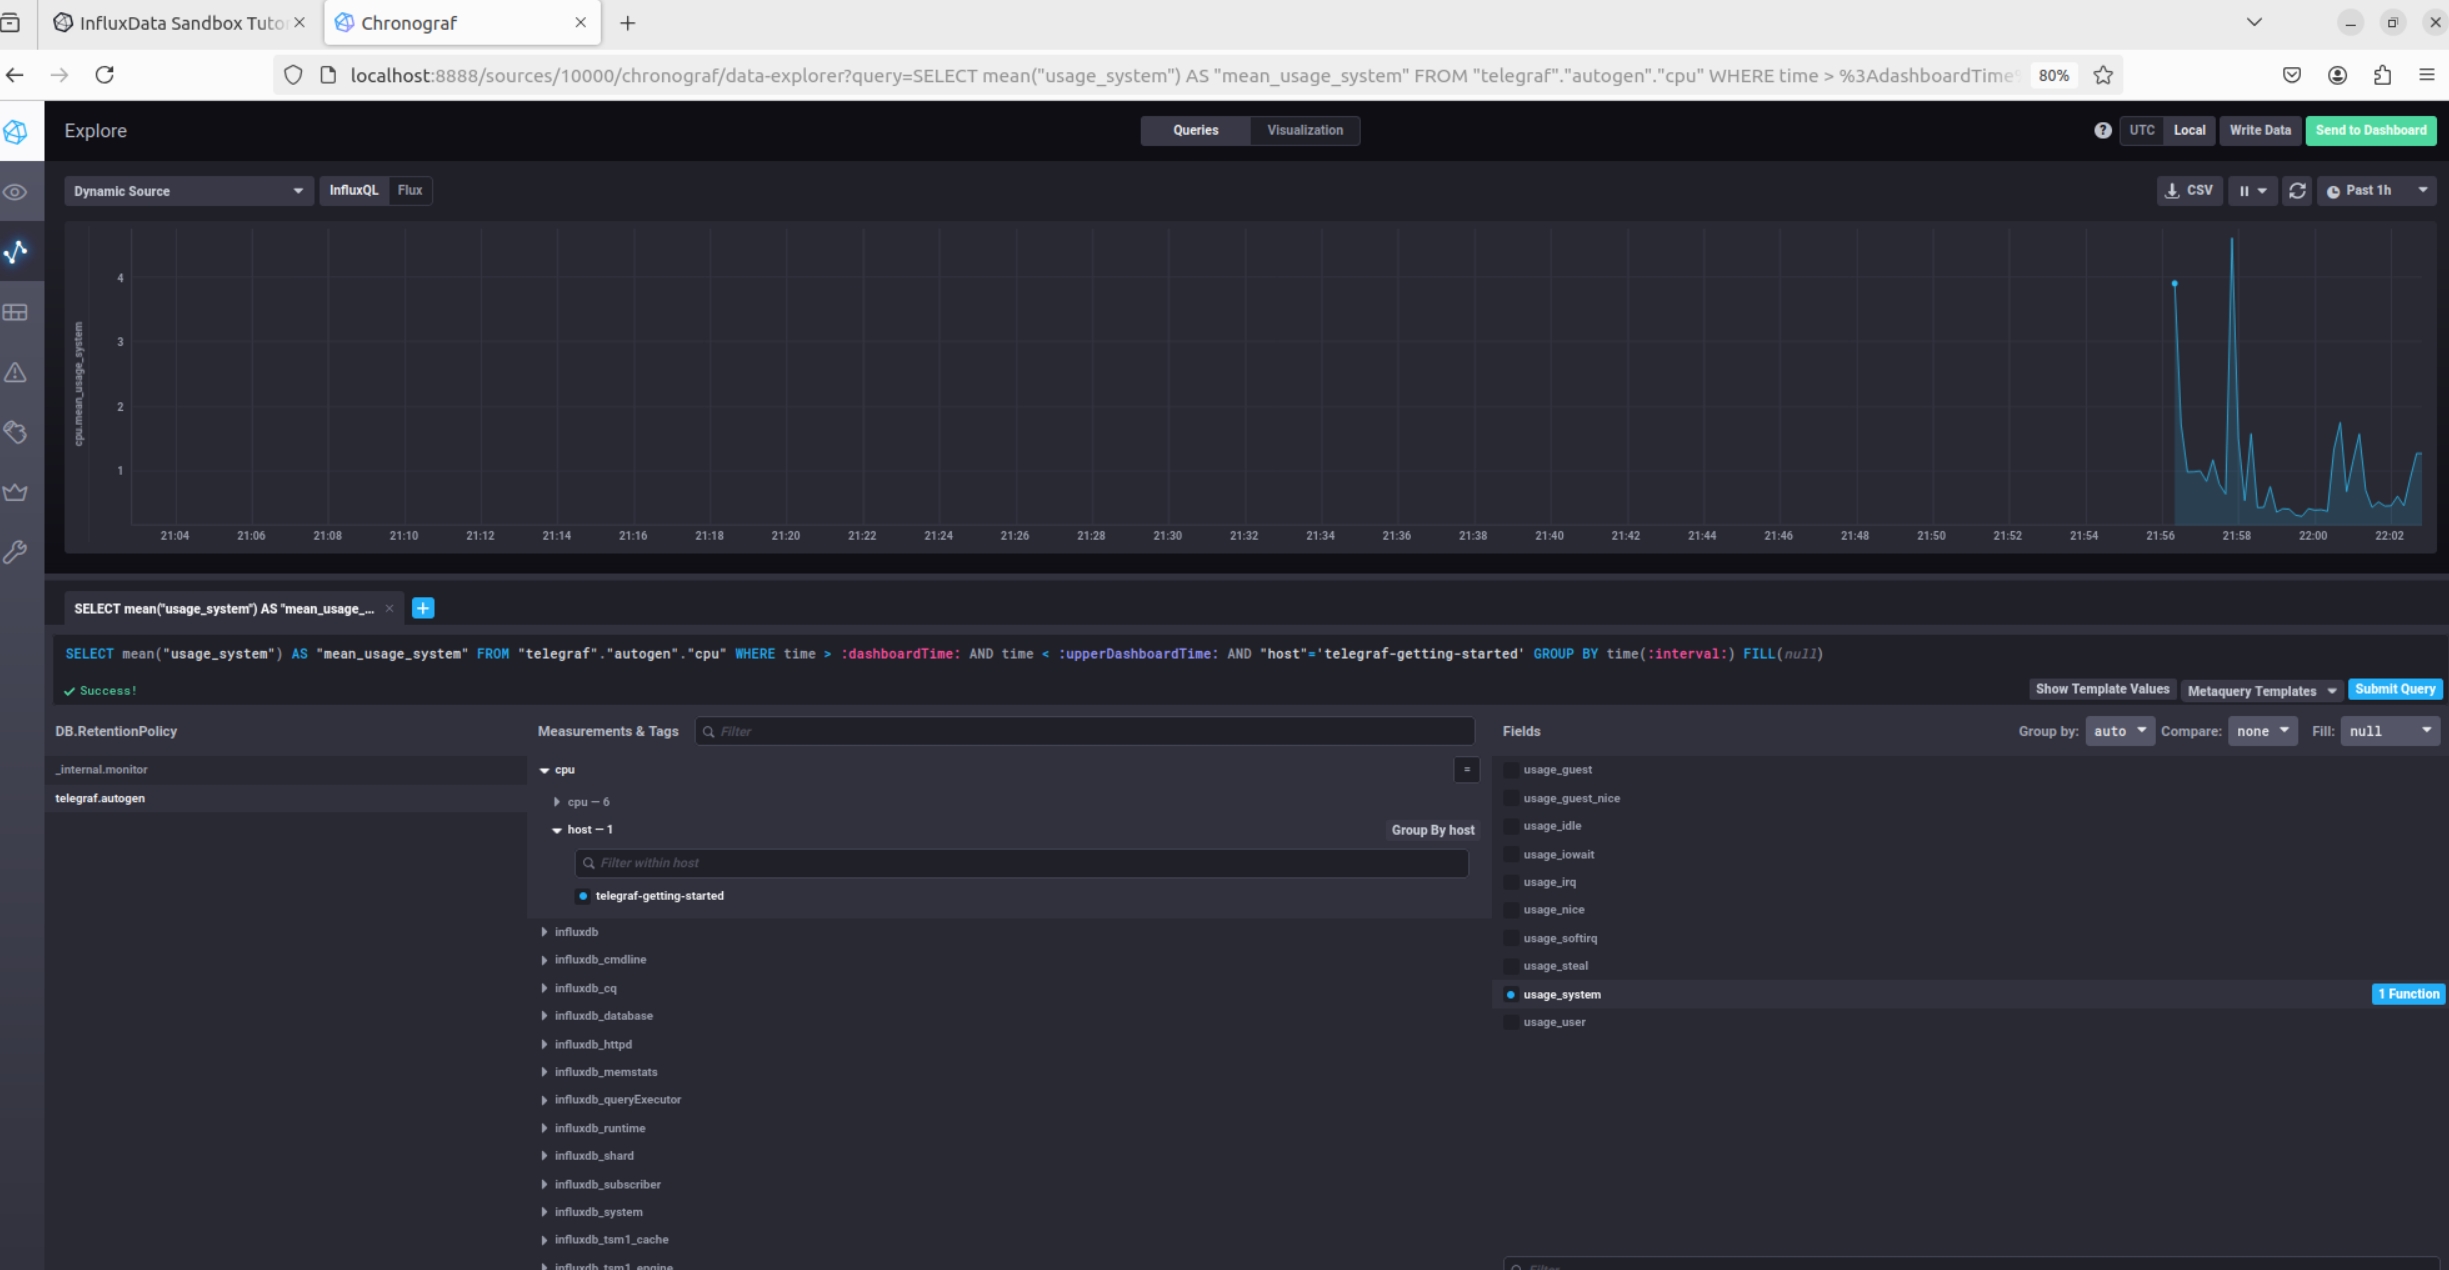 InfluxData Sandbox Tuto
Chronograf
localhost:8888/sources/10000/chronograf/data-explorer?query=SELECT mean("usage_system") AS "mean_usage_system" FROM "telegraf"."autogen"."cpu" WHERE time > %3AdashboardTime
80%
Explore
Queries
Visualization
?
UTC
Local
Write Data
Send to Dashboard
Dynamic Source
InfluxQL
Flux
CSV
Past 1h
cpu.mean_usage_system
4
3
2
1
21:04 21:06 21:08 21:10 21:12 21:14 21:16 21:18 21:20 21:22 21:24 21:26 21:28 21:30 21:32 21:34 21:36 21:38 21:40 21:42 21:44 21:46 21:48 21:50 21:52 21:54 21:56 21:58 22:00 22:02
SELECT mean("usage_system") AS "mean_usage_...
SELECT mean("usage_system") AS "mean_usage_system" FROM "telegraf"."autogen"."cpu" WHERE time > :dashboardTime: AND time < :upperDashboardTime: AND "host"='telegraf-getting-started' GROUP BY time(:interval:) FILL(null)
Success!
Show Template Values
Metaquery Templates
Submit Query
DB.RetentionPolicy
_internal.monitor
telegraf.autogen
Measurements & Tags
Filter
cpu
=
cpu — 6
host — 1
Group By host
Filter within host
telegraf-getting-started
influxdb
influxdb_cmdline
influxdb_cq
influxdb_database
influxdb_httpd
influxdb_memstats
influxdb_queryExecutor
influxdb_runtime
influxdb_shard
influxdb_subscriber
influxdb_system
influxdb_tsm1_cache
influxdb_tsm1_engine
Fields
Group by: auto
Compare: none
Fill: null
usage_guest
usage_guest_nice
usage_idle
usage_iowait
usage_irq
usage_nice
usage_softirq
usage_steal
usage_system
1 Function
usage_user
Filter